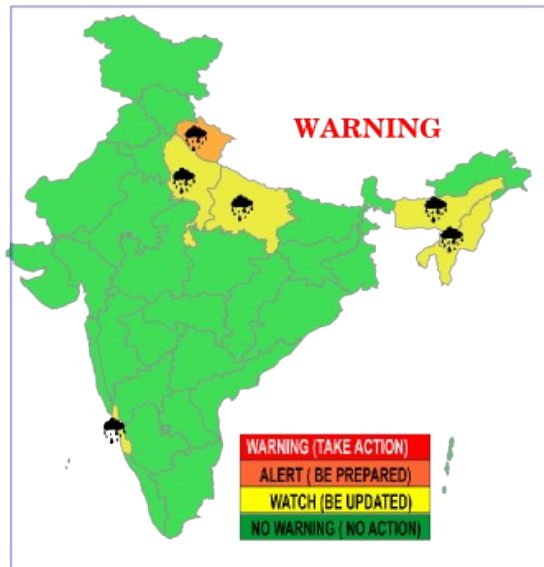 WARNING
WARNING (TAKE ACTION)
ALERT ( BE PREPARED)
WATCH (BE UPDATED)
NO WARNING ( NO ACTION)